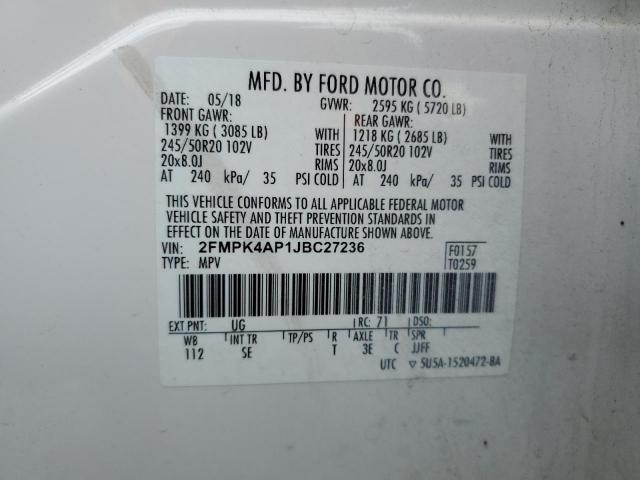 MFD. BY FORD MOTOR CO.
DATE: 05/18 GVWR: 2595 KG ( 5720 LB)
FRONT GAWR: REAR GAWR:
1399 KG ( 3085 LB) WITH 1218 KG ( 2685 LB) WITH
245/50R20 102V TIRES 245/50R20 102V TIRES
20x8.0J RIMS 20x8.0J RIMS
AT 240 kPa/ 35 PSI COLD AT 240 kPa/ 35 PSI COLD
THIS VEHICLE CONFORMS TO ALL APPLICABLE FEDERAL MOTOR
VEHICLE SAFETY AND THEFT PREVENTION STANDARDS IN
EFFECT ON THE DATE OF MANUFACTURE SHOWN ABOVE.
VIN: 2FMPK4AP1JBC27236 F0157
TYPE: MPV T0259
EXT PNT: UG RC: 71 DSO:
WB INT TR TP/PS R AXLE TR SPR
112 SE T 3E C JJFF
UTC ▽ 5U5A-1520472-BA